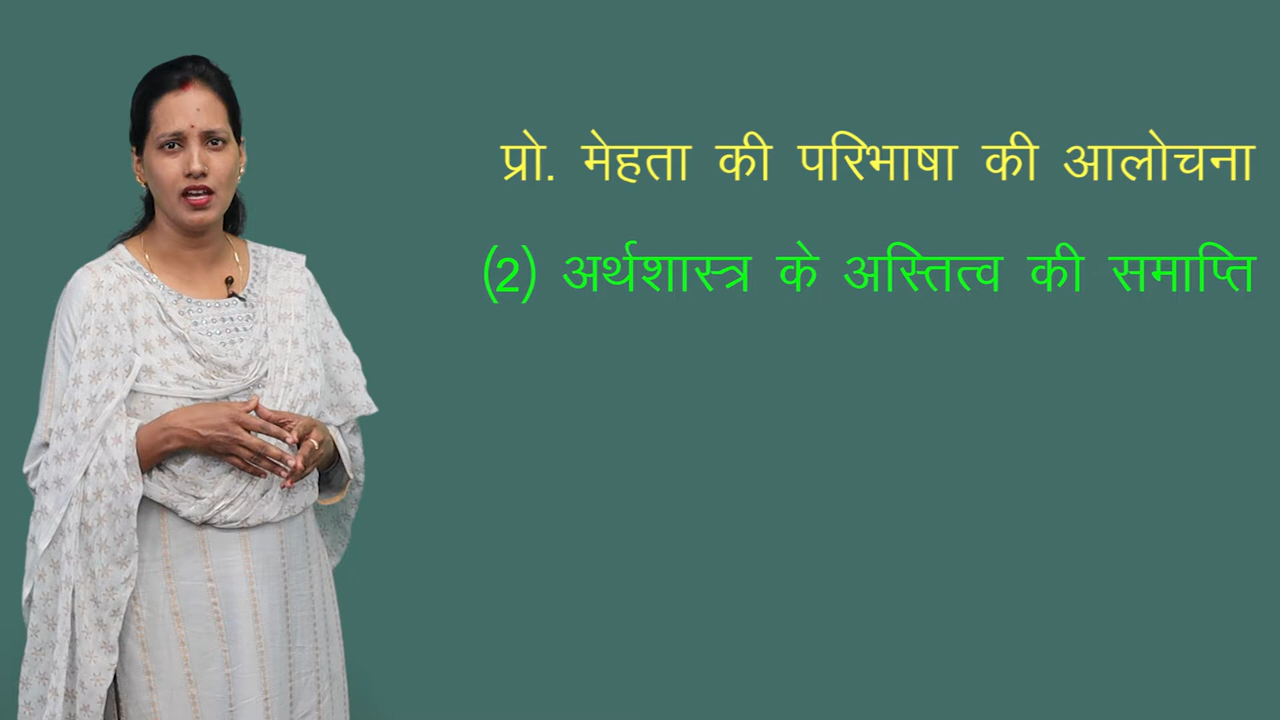 प्रो. मेहता की परिभाषा की आलोचना
(2) अर्थशास्त्र के अस्तित्व की समाप्ति